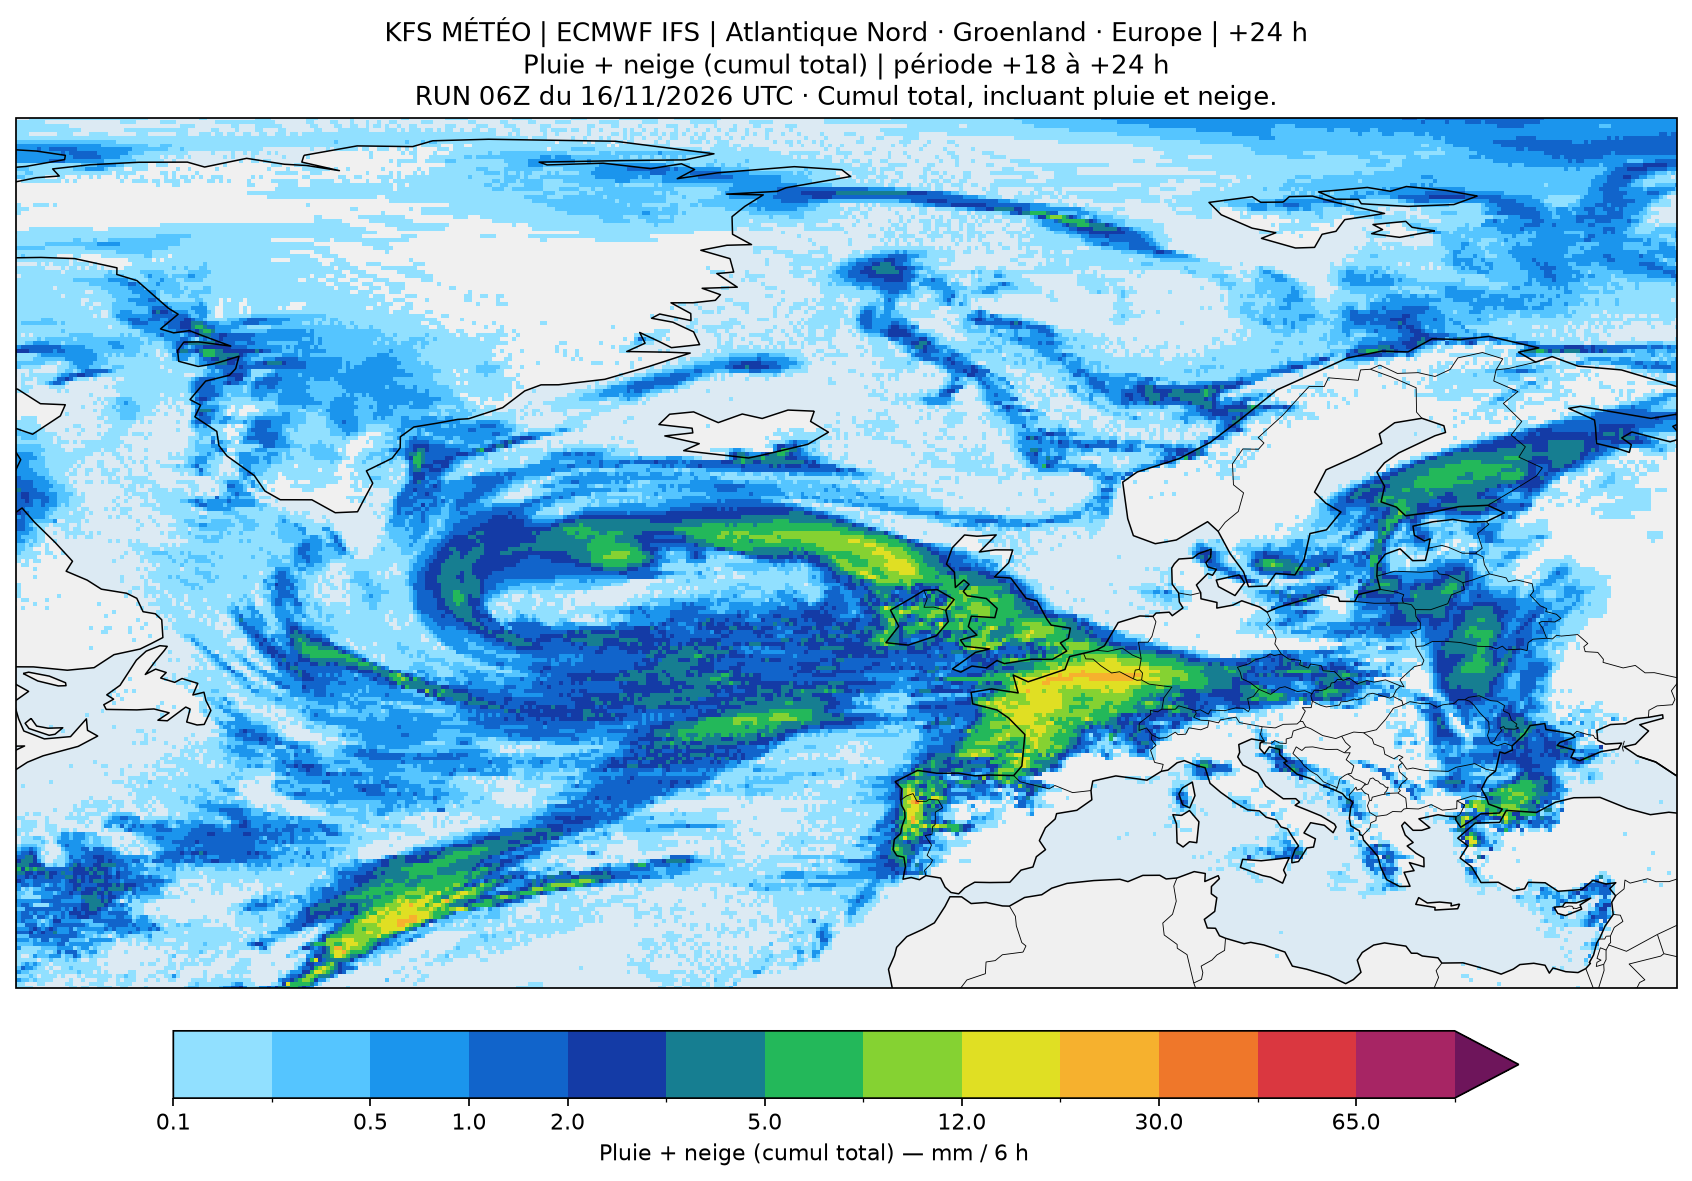 KFS MÉTÉO | ECMWF IFS | Atlantique Nord · Groenland · Europe | +24 h
Pluie + neige (cumul total) | période +18 à +24 h
RUN 06Z du 16/11/2026 UTC · Cumul total, incluant pluie et neige.
0.1 0.5 1.0 2.0 5.0 12.0 30.0 65.0
Pluie + neige (cumul total) — mm / 6 h